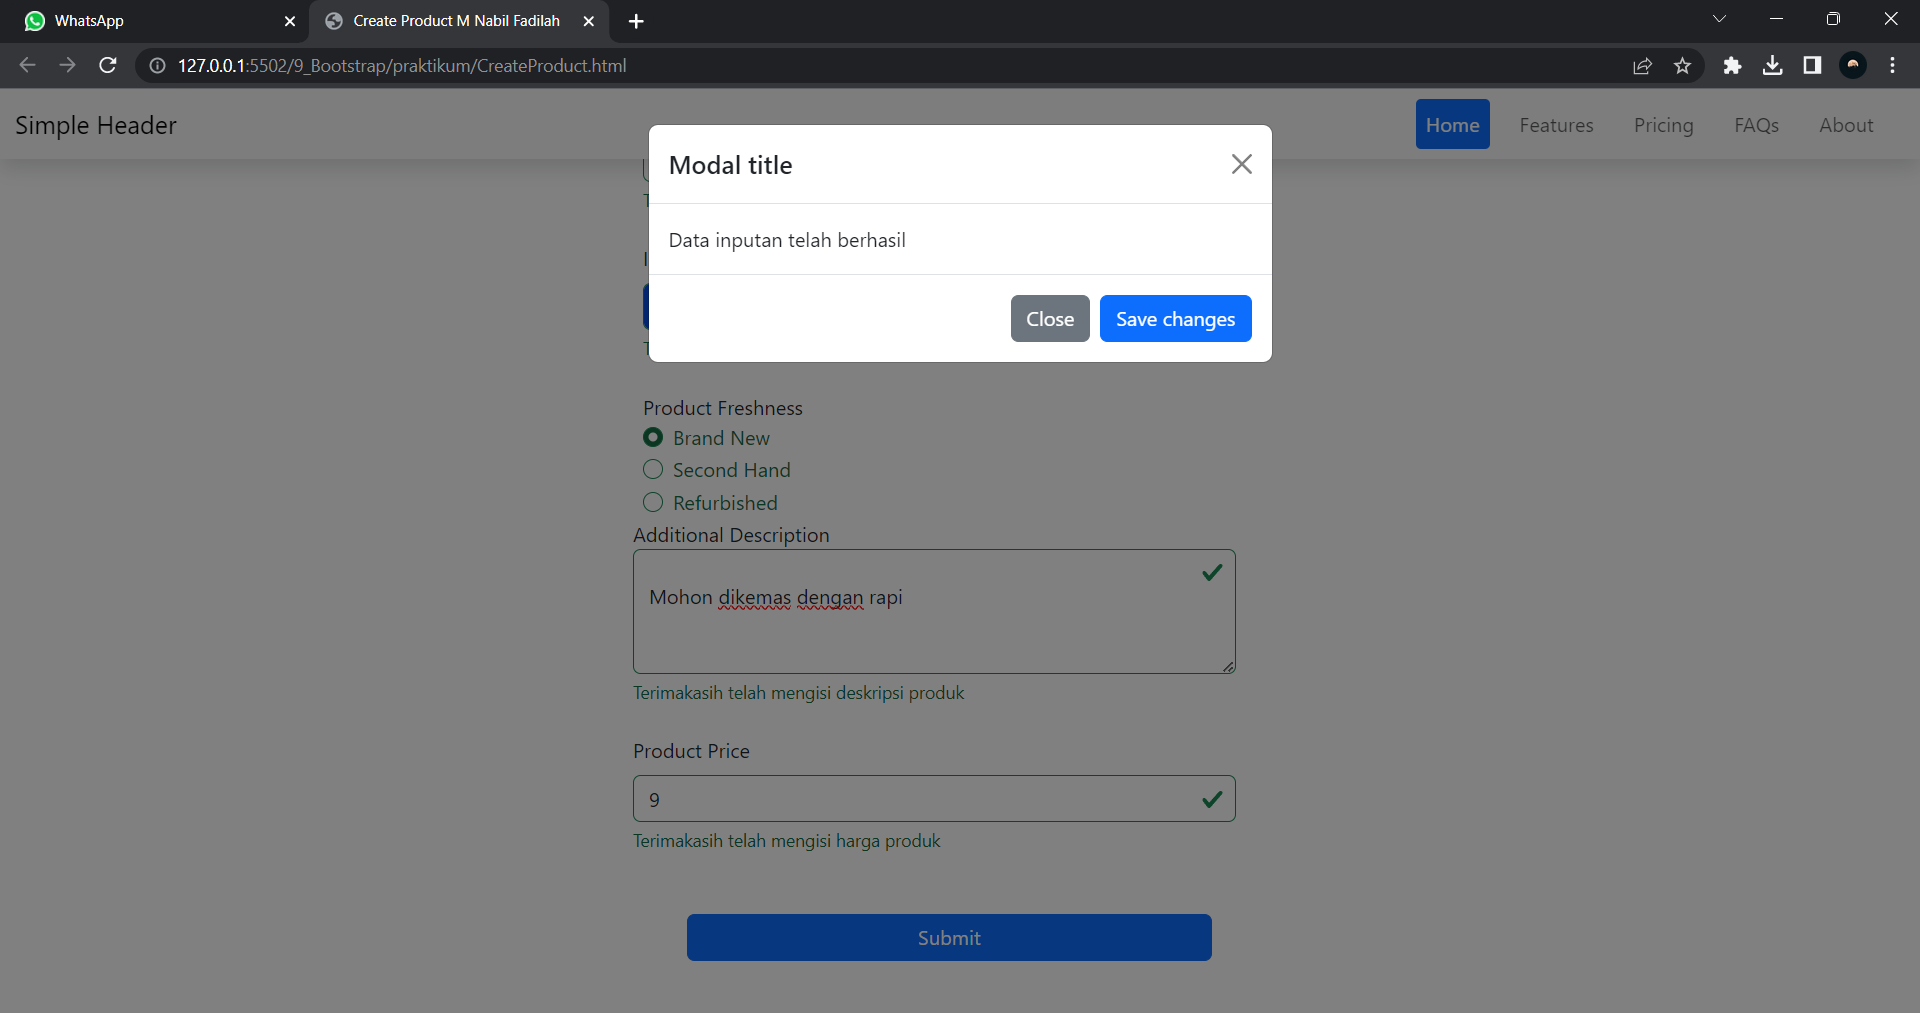 WhatsApp
Create Product M Nabil Fadilah
127.0.0.1:5502/9_Bootstrap/praktikum/CreateProduct.html
Simple Header
Home
Features
Pricing
FAQs
About
Modal title
Data inputan telah berhasil
Close
Save changes
Product Freshness
Brand New
Second Hand
Refurbished
Additional Description
Mohon dikemas dengan rapi
Terimakasih telah mengisi deskripsi produk
Product Price
9
Terimakasih telah mengisi harga produk
Submit